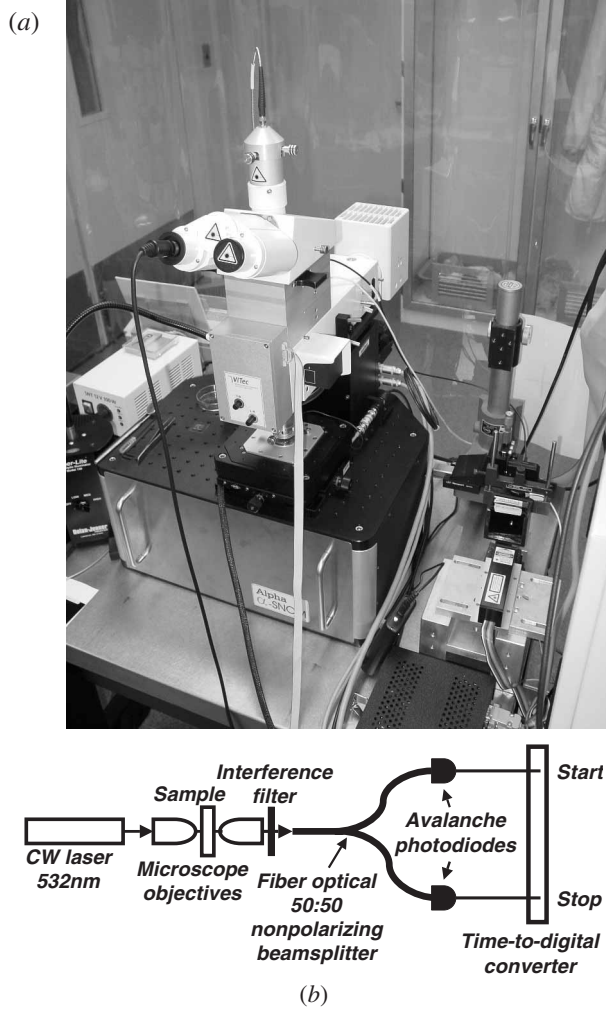 (a)
WITec
Alpha
α-SNOM
Interference
filter
Sample
Start
CW laser
532nm
Microscope
objectives
Avalanche
photodiodes
Fiber optical
50:50
nonpolarizing
beamsplitter
Stop
Time-to-digital
converter
(b)